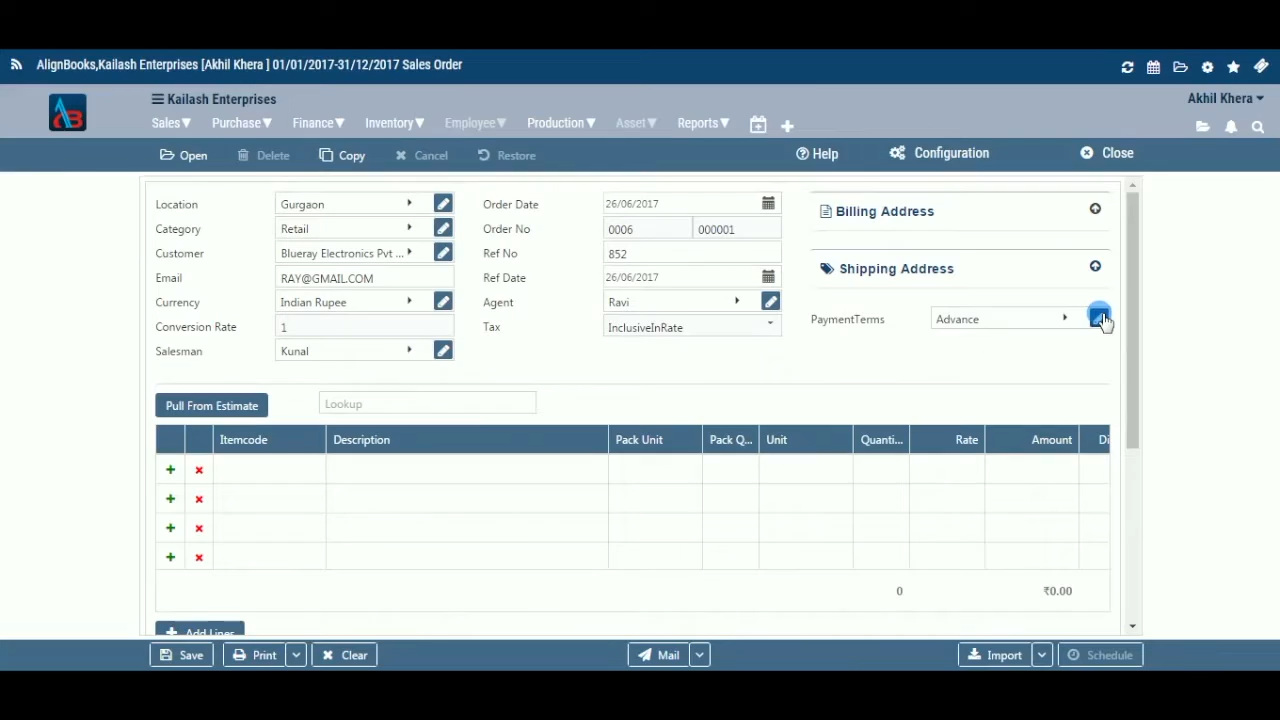 AlignBooks,Kailash Enterprises [Akhil Khera ] 01/01/2017-31/12/2017 Sales Order
Kailash Enterprises
Akhil Khera
Sales Purchase Finance Inventory Employee Production Asset Reports
Open Delete Copy Cancel Restore Help Configuration Close
Location Gurgaon Order Date 26/06/2017 Billing Address
Category Retail Order No 0006 000001
Customer Blueray Electronics Pvt ... Ref No 852
Shipping Address
Email RAY@GMAIL.COM Ref Date 26/06/2017
Currency Indian Rupee Agent Ravi
PaymentTerms Advance
Conversion Rate 1 Tax InclusiveInRate
Salesman Kunal
Pull From Estimate Lookup
Itemcode Description Pack Unit Pack Q... Unit Quanti... Rate Amount Di
0 ₹0.00
Add Lines
Save Print Clear Mail Import Schedule